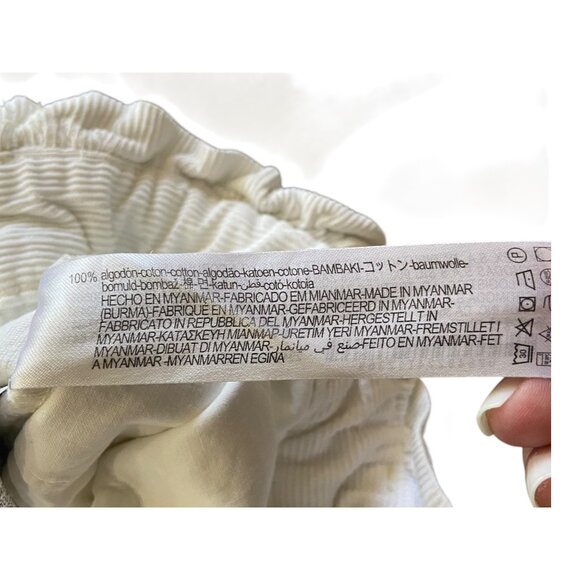 100% algodón-coton-cotton-algodão-katoen-cotone-BAMBAKI-コットン-baumwolle-
bomuld-bombaž-棉-면-katun-قطن-cotó-kotoia
HECHO EN MYANMAR-FABRICADO EM MIANMAR-MADE IN MYANMAR
(BURMA)-FABRIQUÉ EN MYANMAR-GEFABRICEERD IN MYANMAR-
FABBRICATO IN REPUBBLICA DEL MYANMAR-HERGESTELLT IN
MYANMAR-ΚΑΤΑΣΚΕΥΗ ΜΙΑΝΜΑΡ-URETIM YERI MYANMAR-FREMSTILLET I
MYANMAR-DIBUAT DI MYANMAR-صنع في ميانمار-FEITO EN MYANMAR-FET
A MYANMAR-MYANMARREN EGIÑA